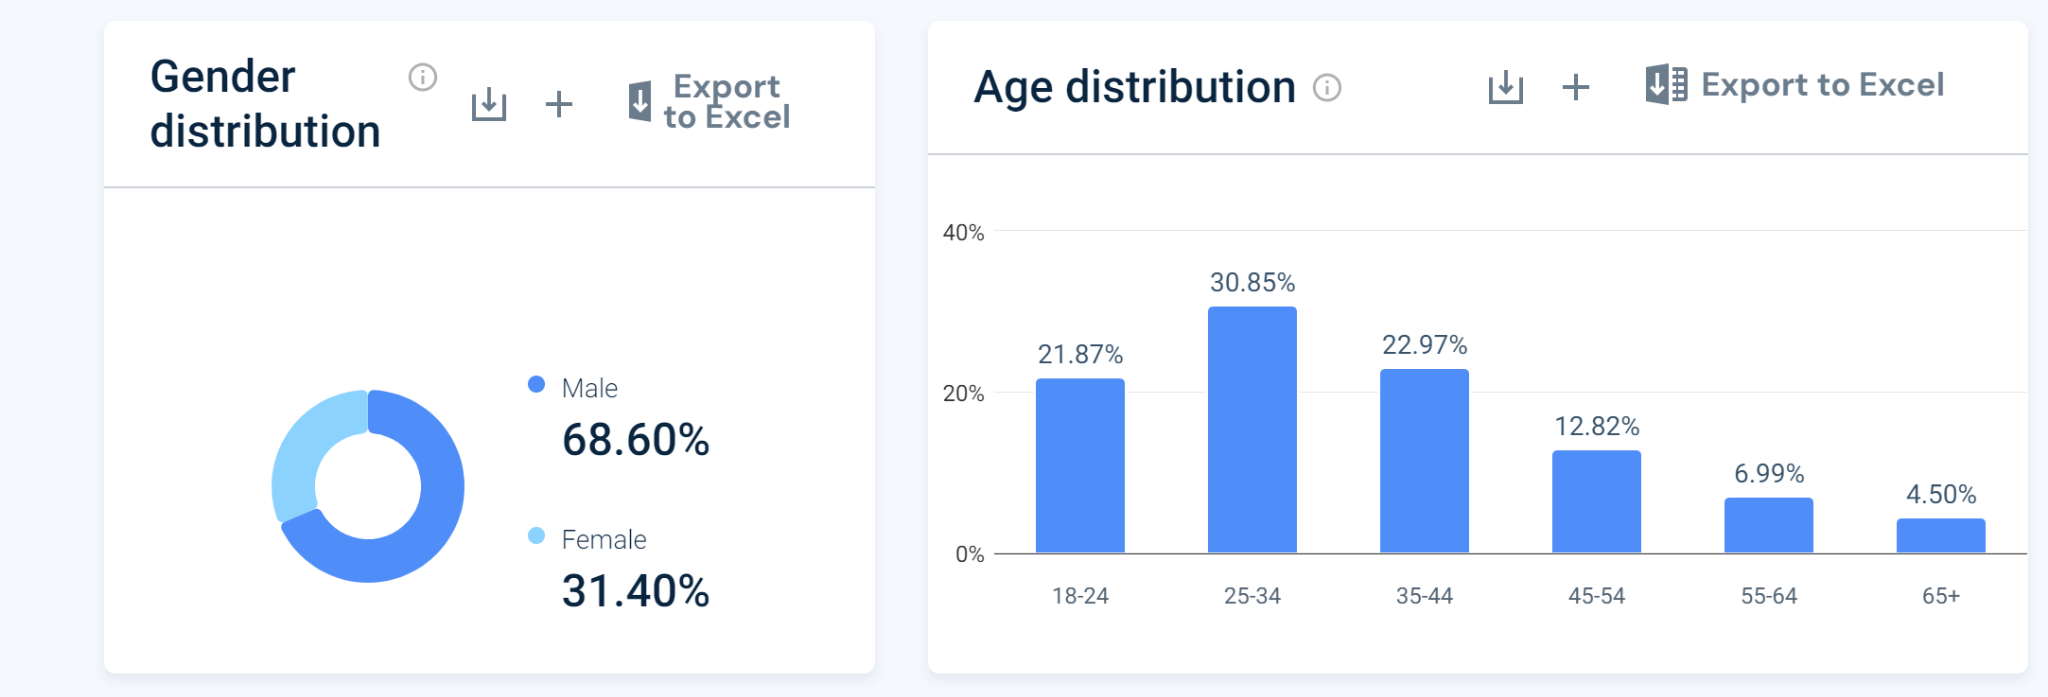 Gender
distribution
Export
to Excel
Male
68.60%
Female
31.40%
Age distribution
Export to Excel
40%
20%
0%
21.87%
30.85%
22.97%
12.82%
6.99%
4.50%
18-24
25-34
35-44
45-54
55-64
65+